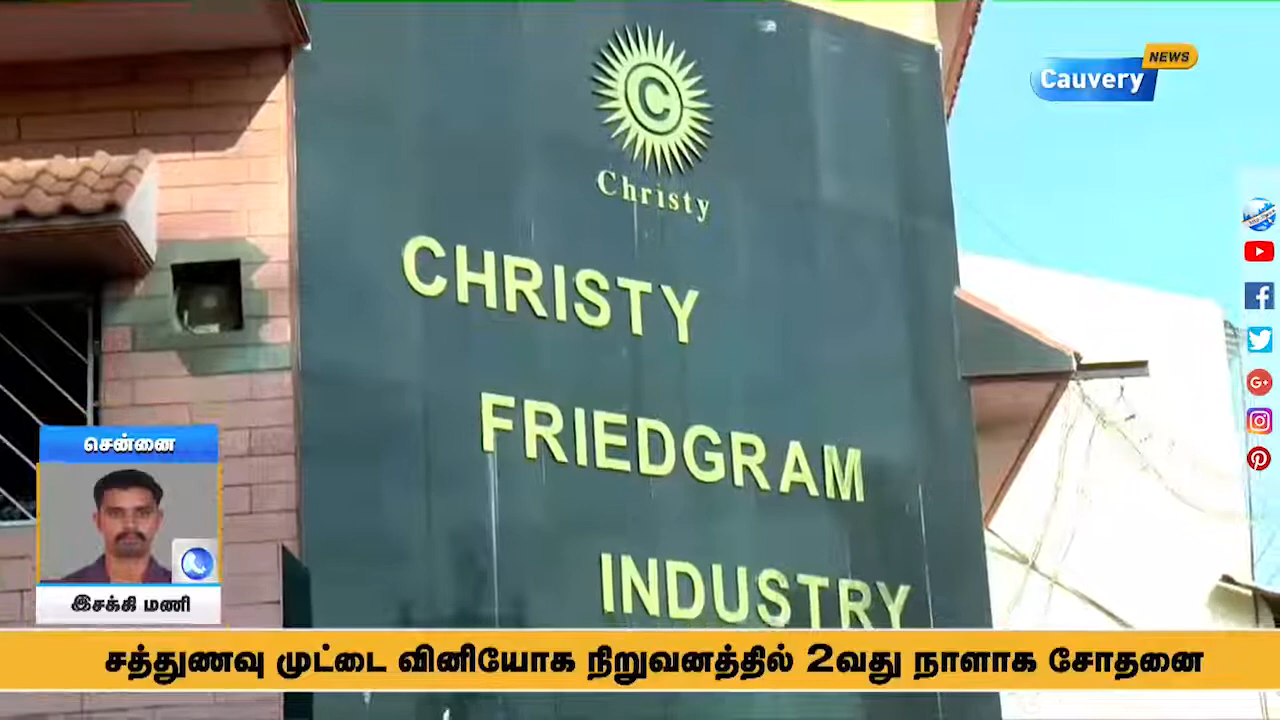 NEWS
Cauvery
C
Christy
CHRISTY
FRIEDGRAM
INDUSTRY
சென்னை
இசக்கி மணி
சத்துணவு முட்டை வினியோக நிறுவனத்தில் 2வது நாளாக சோதனை